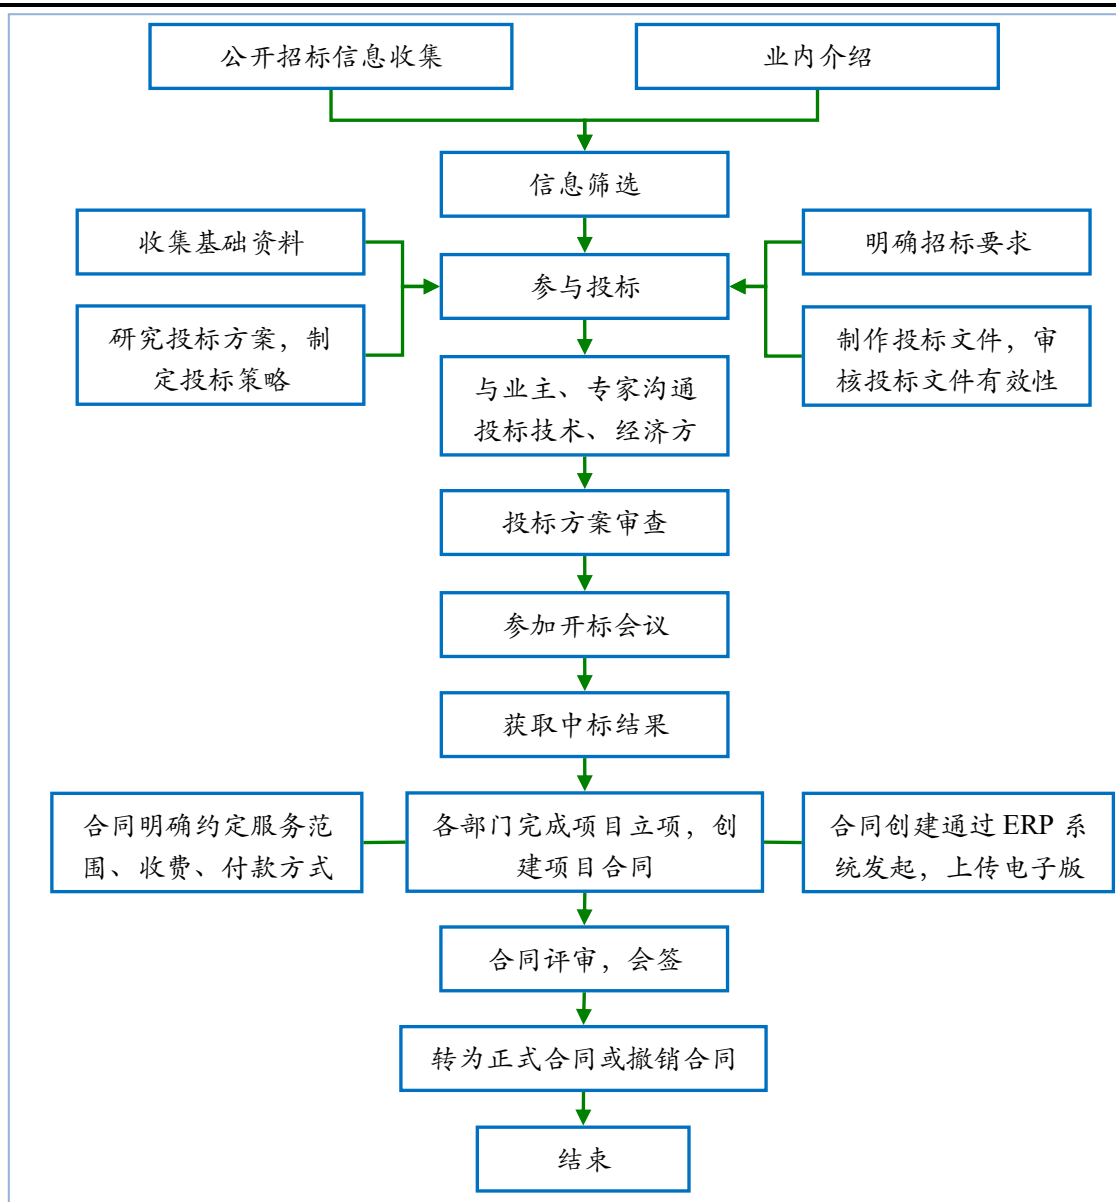 公开招标信息收集
业内介绍
信息筛选
收集基础资料
明确招标要求
参与投标
研究投标方案，制
定投标策略
制作投标文件，审
核投标文件有效性
与业主、专家沟通
投标技术、经济方
投标方案审查
参加开标会议
获取中标结果
合同明确约定服务范
围、收费、付款方式
各部门完成项目立项，创
建项目合同
合同创建通过 ERP 系
统发起，上传电子版
合同评审，会签
转为正式合同或撤销合同
结束